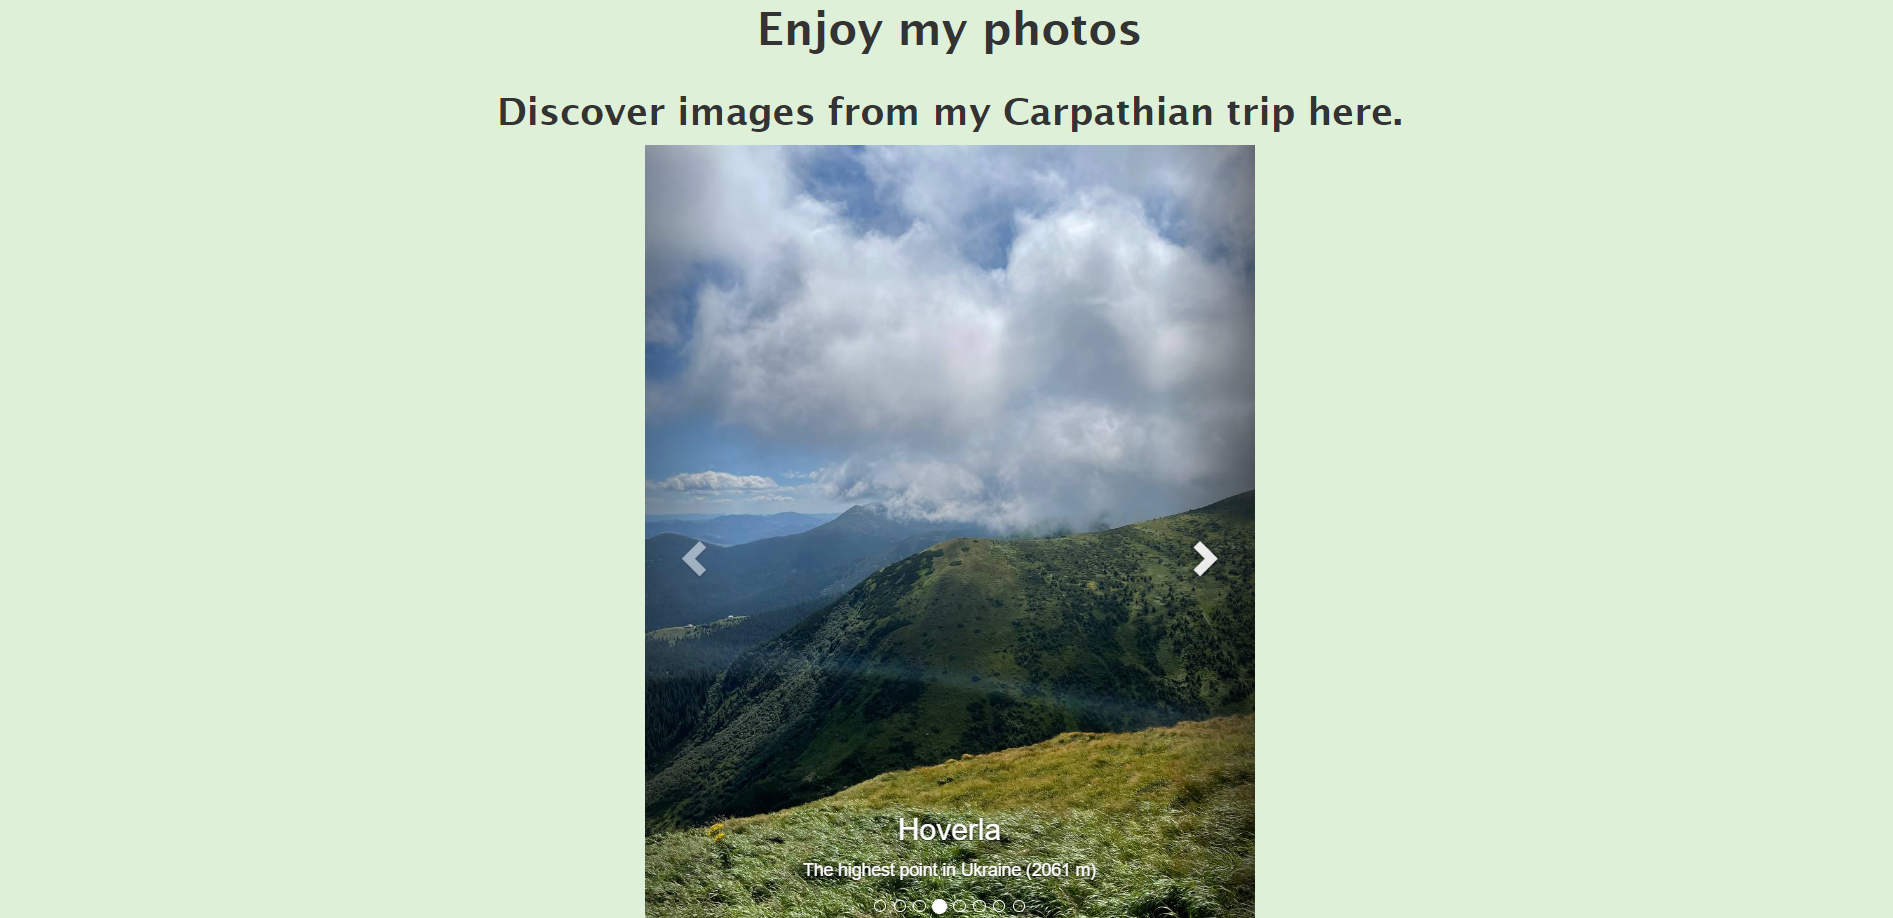 Enjoy my photos
Discover images from my Carpathian trip here.
Hoverla
The highest point in Ukraine (2061 m)